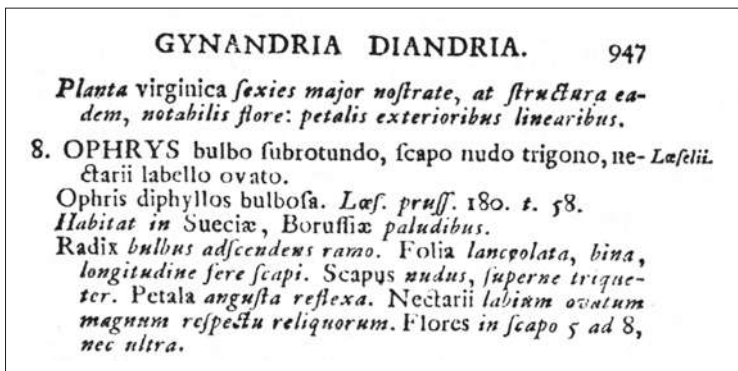 GYNANDRIA DIANDRIA. 947
Planta virginica ſexies major noſtrate, at ſtructura ea-
dem, notabilis flore: petalis exterioribus linearibus.
8. OPHRYS bulbo ſubrotundo, ſcapo nudo trigono, ne- Lœſelii.
ctarii labello ovato.
Ophris diphyllos bulboſa. Lœſ. pruſſ. 180. t. 58.
Habitat in Sueciæ, Boruſſiæ paludibus.
Radix bulbus adſcendens ramo. Folia lanceolata, bina,
longitudine fere ſcapi. Scapus nudus, ſuperne trique-
ter. Petala anguſta reflexa. Nectarii labium ovatum
magnum reſpectu reliquorum. Flores in ſcapo 5 ad 8,
nec ultra.